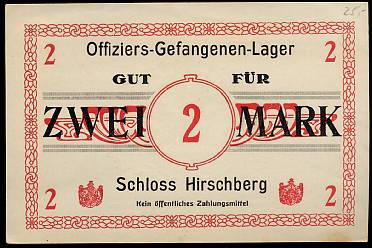 25,-
2 Offiziers-Gefangenen-Lager 2
GUT FÜR
ZWEI 2 MARK
2 Schloss Hirschberg 2
Kein öffentliches Zahlungsmittel